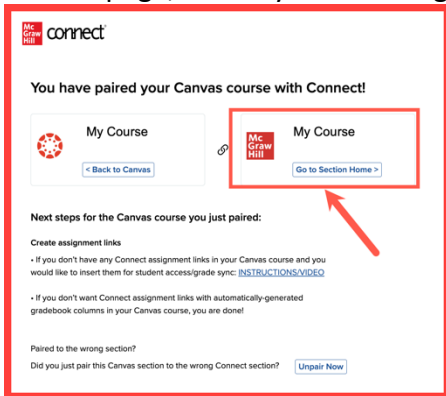 Mc
Graw
Hill
connect
You have paired your Canvas course with Connect!
My Course
< Back to Canvas
Mc
Graw
Hill
My Course
Go to Section Home >
Next steps for the Canvas course you just paired:
Create assignment links
• If you don't have any Connect assignment links in your Canvas course and you
would like to insert them for student access/grade sync: INSTRUCTIONS/VIDEO
• If you don't want Connect assignment links with automatically-generated
gradebook columns in your Canvas course, you are done!
Paired to the wrong section?
Did you just pair this Canvas section to the wrong Connect section?
Unpair Now